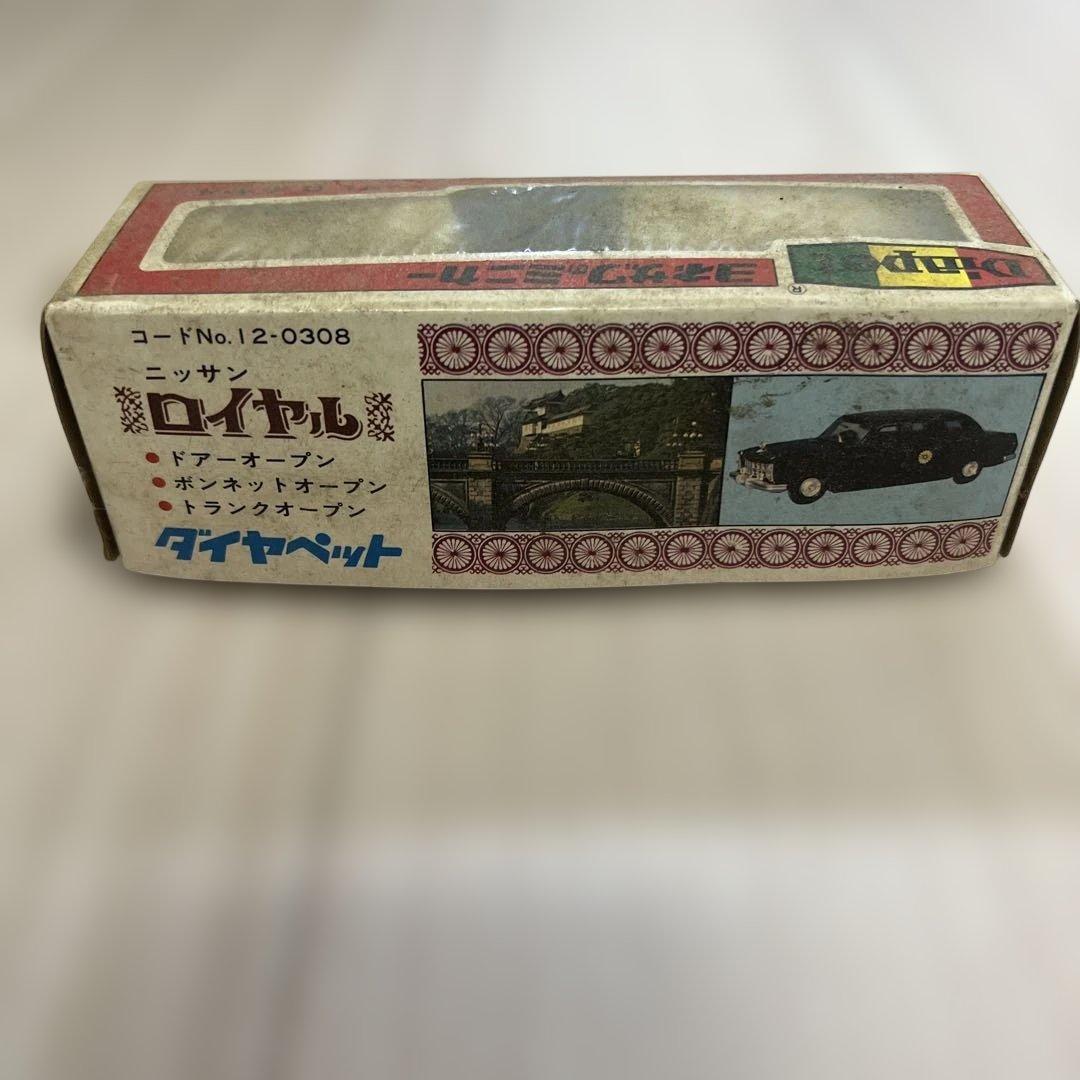 ヨネザワのミニカー
Diapet
®
コードNo.12-0308
ニッサン
ロイヤル
ドアーオープン
ボンネットオープン
トランクオープン
ダイヤペット